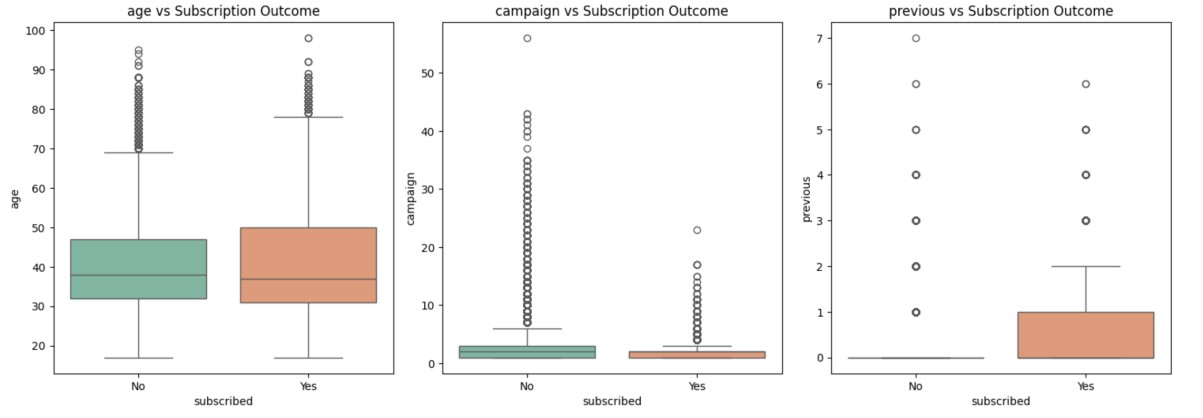 age vs Subscription Outcome
100
90
80
70
60
50
40
30
20
age
No
Yes
subscribed
campaign vs Subscription Outcome
50
40
30
20
10
0
campaign
No
Yes
subscribed
previous vs Subscription Outcome
7
6
5
4
3
2
1
0
previous
No
Yes
subscribed